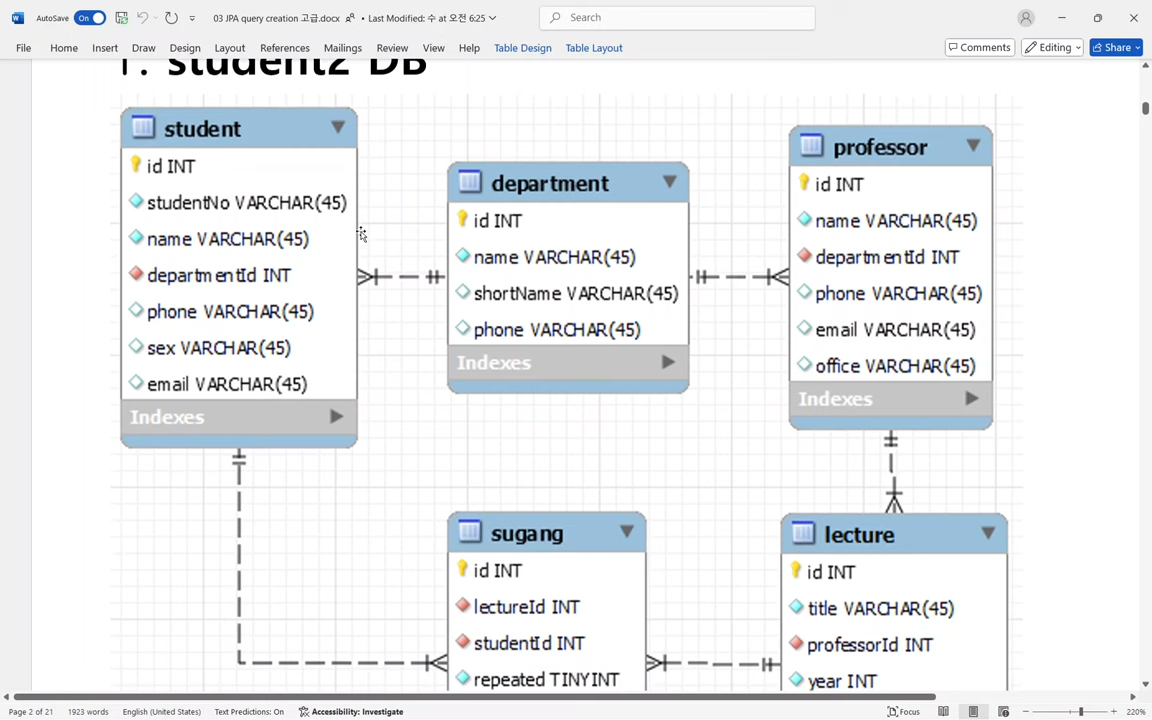 AutoSave On 03 JPA query creation 고급.docx • Last Modified: 수 at 오전 6:25 Search
File Home Insert Draw Design Layout References Mailings Review View Help Table Design Table Layout Comments Editing Share
1. student2 DB
student
id INT
studentNo VARCHAR(45)
name VARCHAR(45)
departmentId INT
phone VARCHAR(45)
sex VARCHAR(45)
email VARCHAR(45)
Indexes
department
id INT
name VARCHAR(45)
shortName VARCHAR(45)
phone VARCHAR(45)
Indexes
professor
id INT
name VARCHAR(45)
departmentId INT
phone VARCHAR(45)
email VARCHAR(45)
office VARCHAR(45)
Indexes
sugang
id INT
lectureId INT
studentId INT
repeated TINYINT
lecture
id INT
title VARCHAR(45)
professorId INT
year INT
Page 2 of 21 1923 words English (United States) Text Predictions: On Accessibility: Investigate Focus 220%